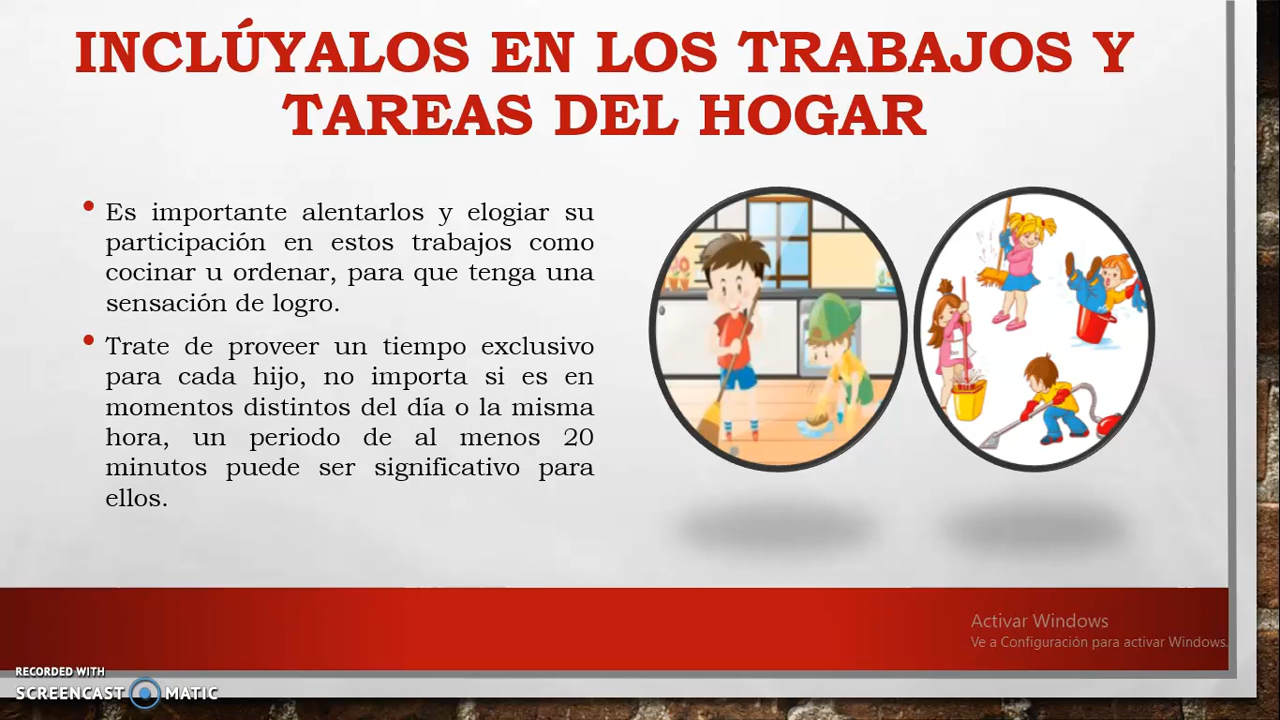 INCLÚYALOS EN LOS TRABAJOS Y
TAREAS DEL HOGAR
• Es importante alentarlos y elogiar su
participación en estos trabajos como
cocinar u ordenar, para que tenga una
sensación de logro.
• Trate de proveer un tiempo exclusivo
para cada hijo, no importa si es en
momentos distintos del día o la misma
hora, un periodo de al menos 20
minutos puede ser significativo para
ellos.
Activar Windows
Ve a Configuración para activar Windows.
RECORDED WITH
SCREENCAST MATIC